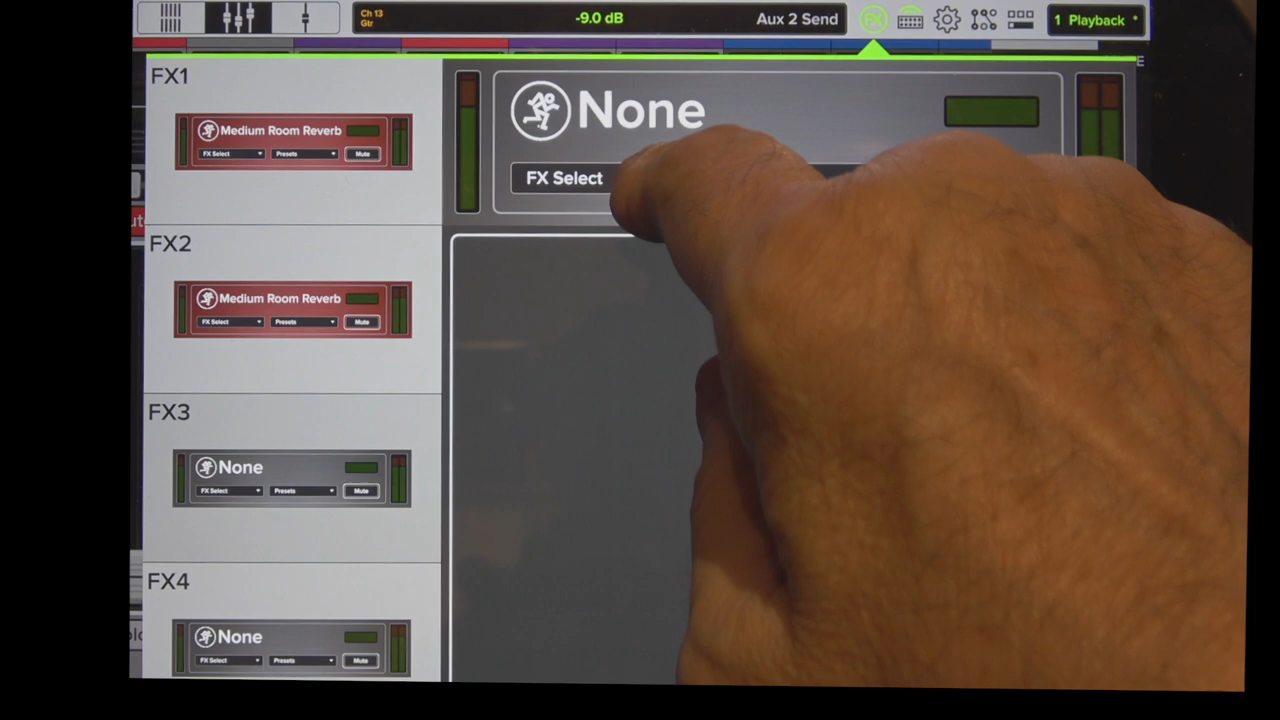 Ch 13
Gtr
-9.0 dB
Aux 2 Send
FX
1 Playback *
E
FX1
Medium Room Reverb
FX Select
Presets
Mute
None
FX Select
FX2
Medium Room Reverb
FX Select
Presets
Mute
FX3
None
FX Select
Presets
Mute
FX4
None
FX Select
Presets
Mute